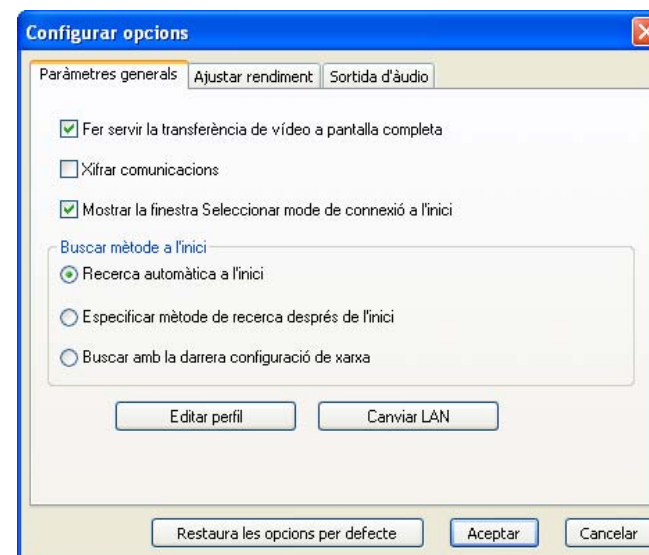 Configurar opcions
Paràmetres generals Ajustar rendiment Sortida d'àudio
Fer servir la transferència de vídeo a pantalla completa
Xifrar comunicacions
Mostrar la finestra Seleccionar mode de connexió a l'inici
Buscar mètode a l'inici
Recerca automàtica a l'inici
Especificar mètode de recerca després de l'inici
Buscar amb la darrera configuració de xarxa
Editar perfil Canviar LAN
Restaura les opcions per defecte Aceptar Cancelar